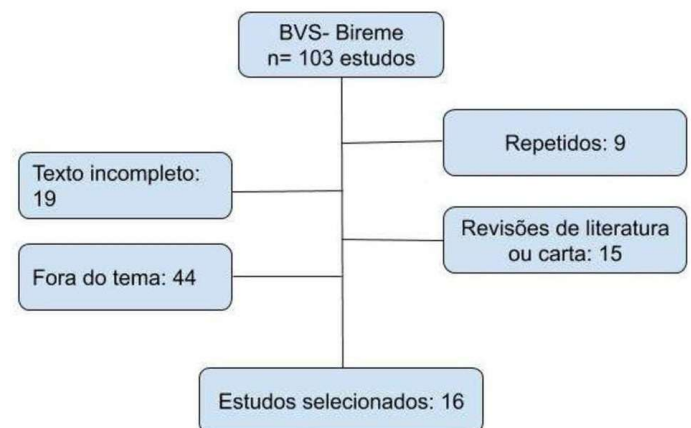 BVS- Bireme
n= 103 estudos
Repetidos: 9
Texto incompleto:
19
Revisões de literatura
ou carta: 15
Fora do tema: 44
Estudos selecionados: 16